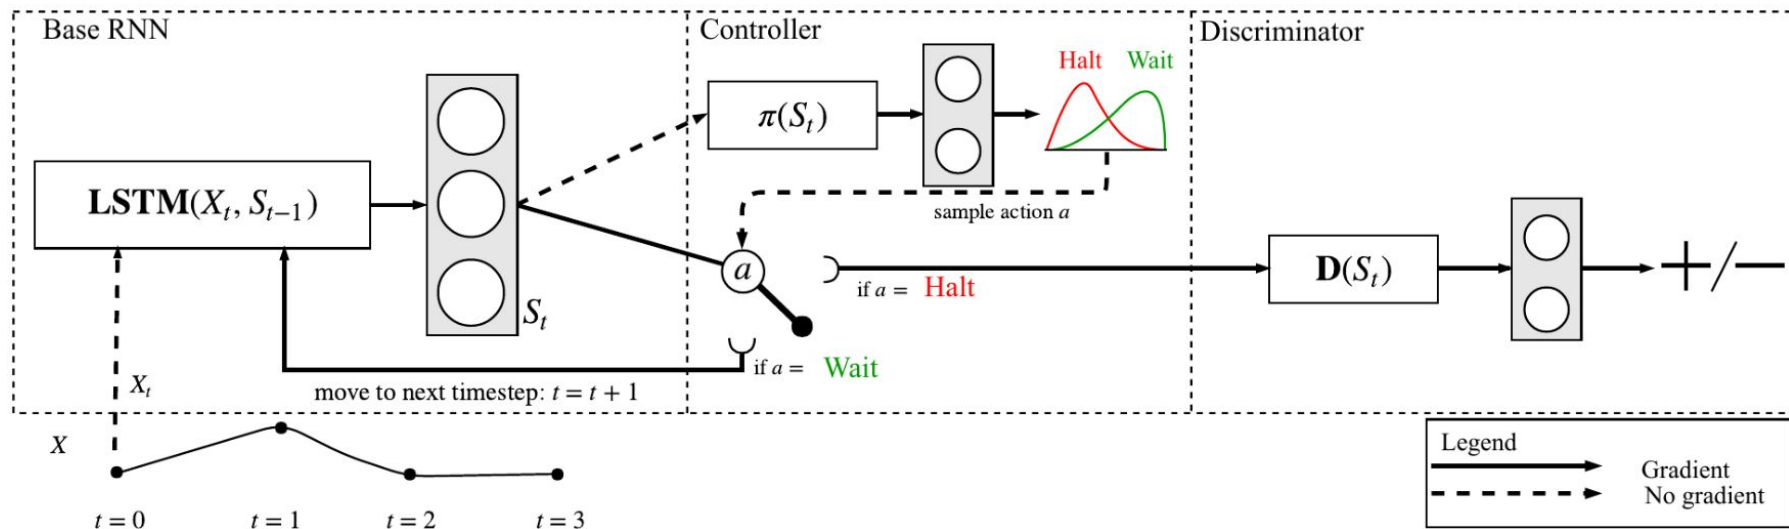 Base RNN
Controller
Discriminator
Halt
Wait
π(S_t)
LSTM(X_t, S_{t−1})
sample action a
a
D(S_t)
+/−
if a = Halt
S_t
if a = Wait
X_t
move to next timestep: t = t + 1
X
Legend
Gradient
No gradient
t = 0
t = 1
t = 2
t = 3